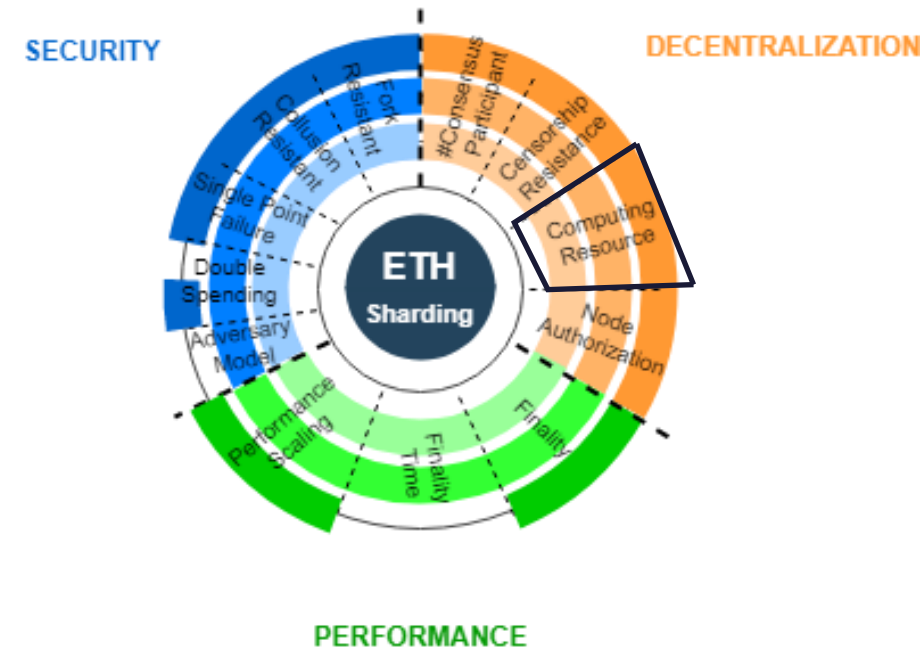 SECURITY
DECENTRALIZATION
#Consensus
Participant
Censorship
Resistance
Computing
Resource
Node
Authorization
Finality
Finality
Time
Performance
Scaling
Adversary
Model
Double
Spending
Single Point
Failure
Collusion
Resistant
Fork
Resistant
ETH
Sharding
PERFORMANCE